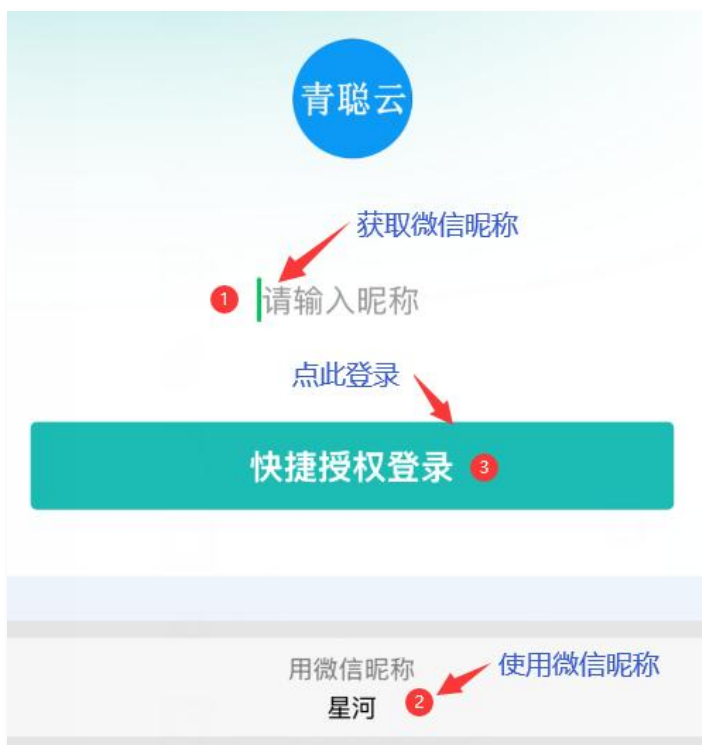 青聪云
获取微信昵称
1 请输入昵称
点此登录
快捷授权登录 3
用微信昵称 使用微信昵称
星河 2